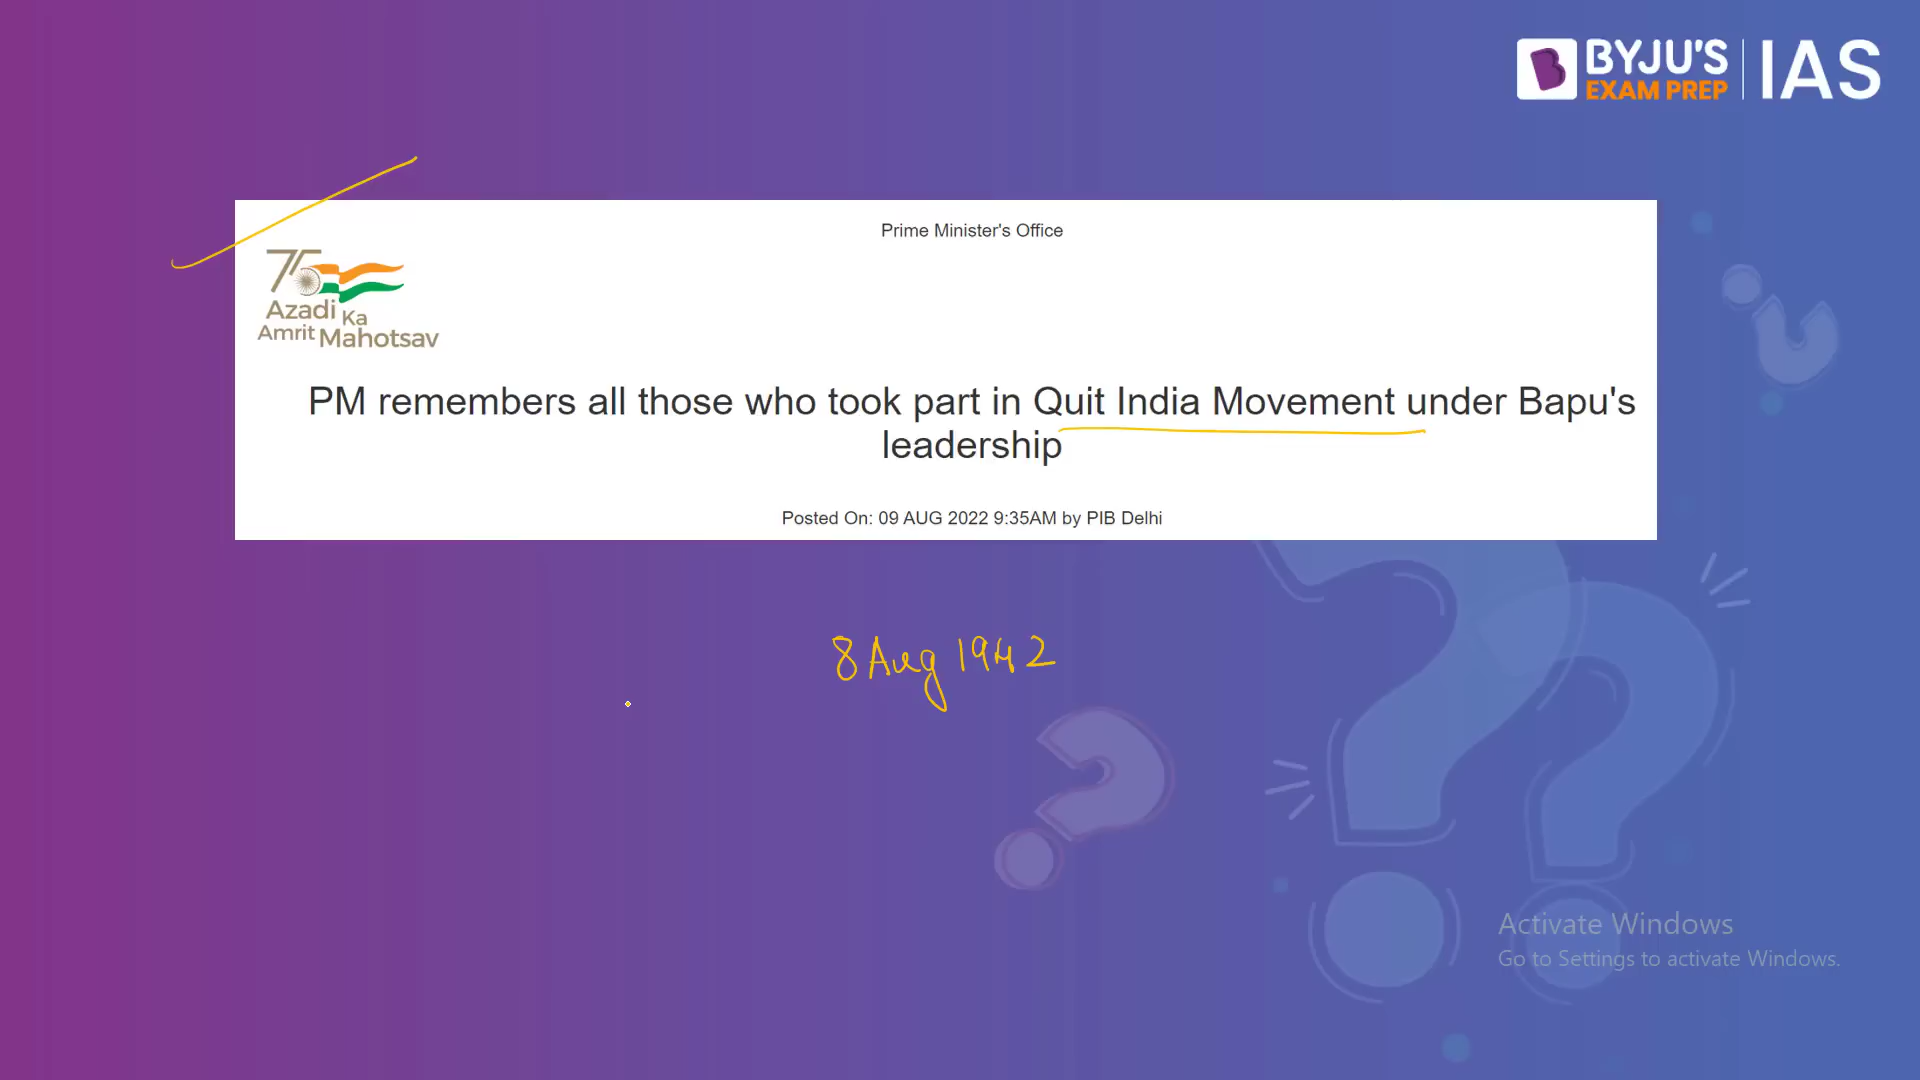 BYJU'S
EXAM PREP
IAS
Prime Minister's Office
75
Azadi Ka
Amrit Mahotsav
PM remembers all those who took part in Quit India Movement under Bapu's
leadership
Posted On: 09 AUG 2022 9:35AM by PIB Delhi
8 Aug 1942
Activate Windows
Go to Settings to activate Windows.